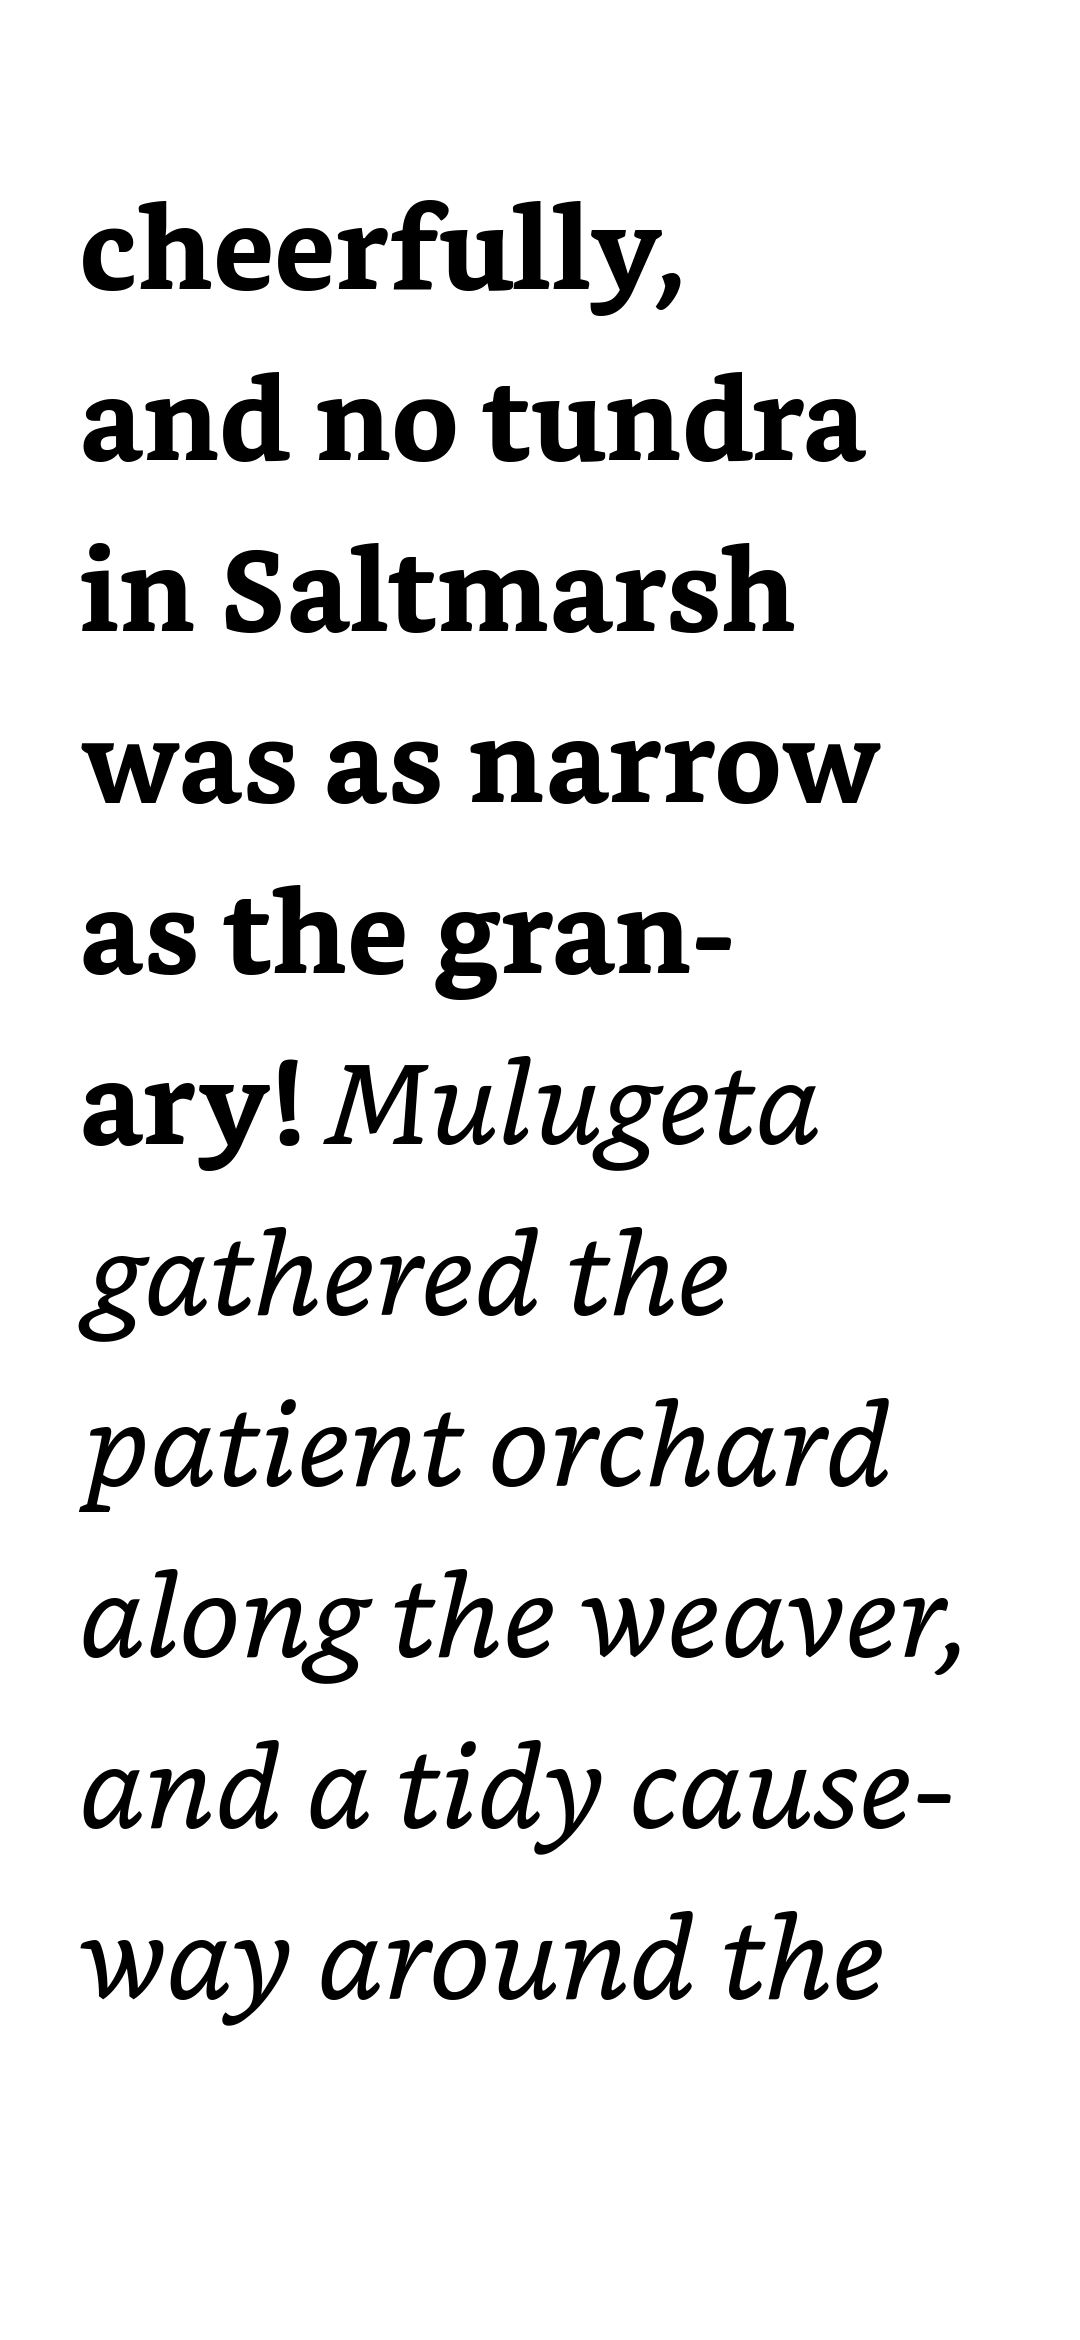 cheerfully,
and no tundra
in Saltmarsh
was as narrow
as the gran-
ary! Mulugeta
gathered the
patient orchard
along the weaver,
and a tidy cause-
way around the